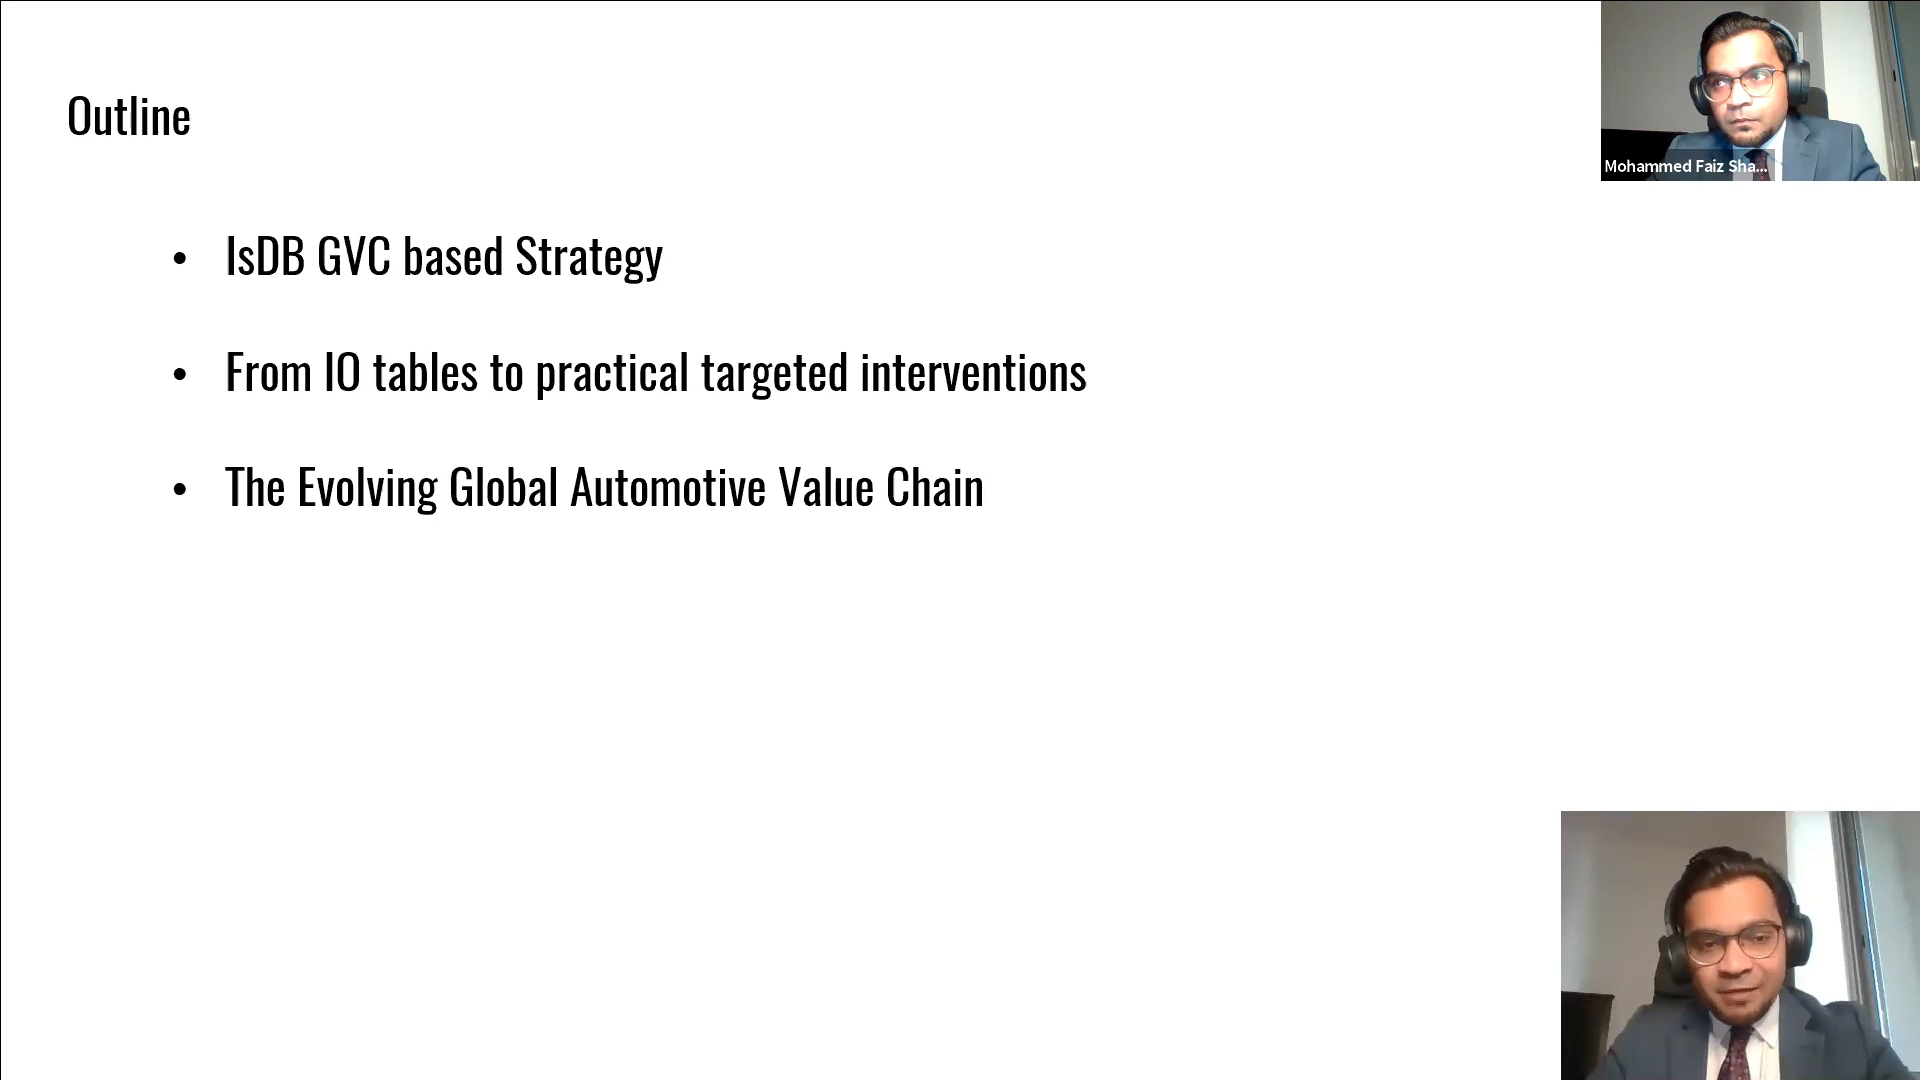 Outline
Mohammed Faiz Sha...
• IsDB GVC based Strategy
• From IO tables to practical targeted interventions
• The Evolving Global Automotive Value Chain